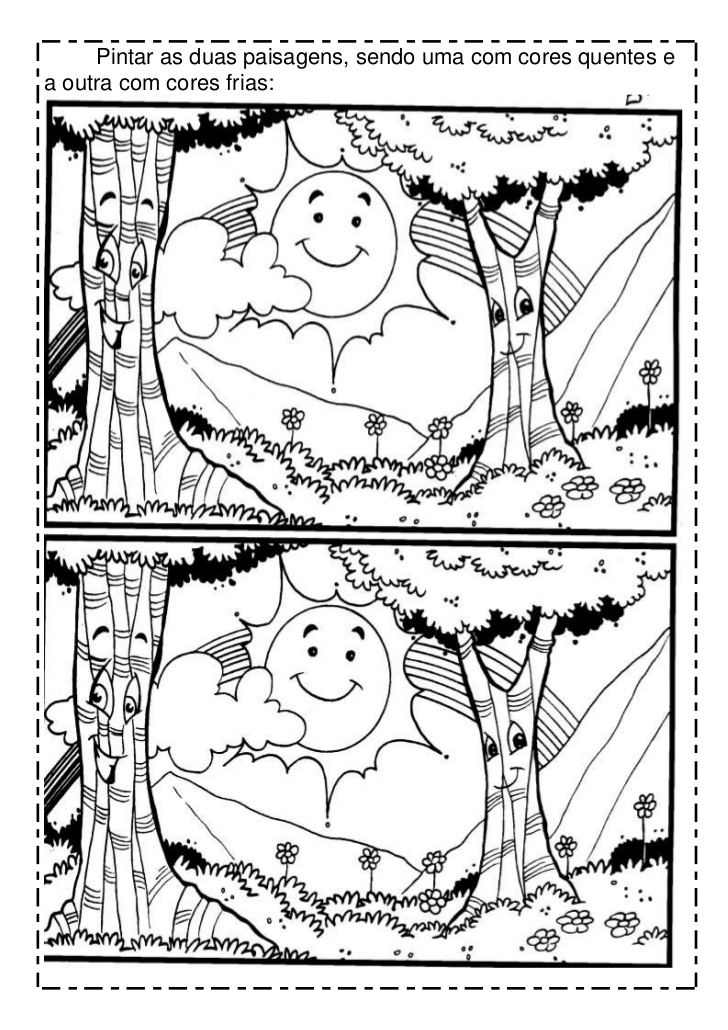 Pintar as duas paisagens, sendo uma com cores quentes e
a outra com cores frias: